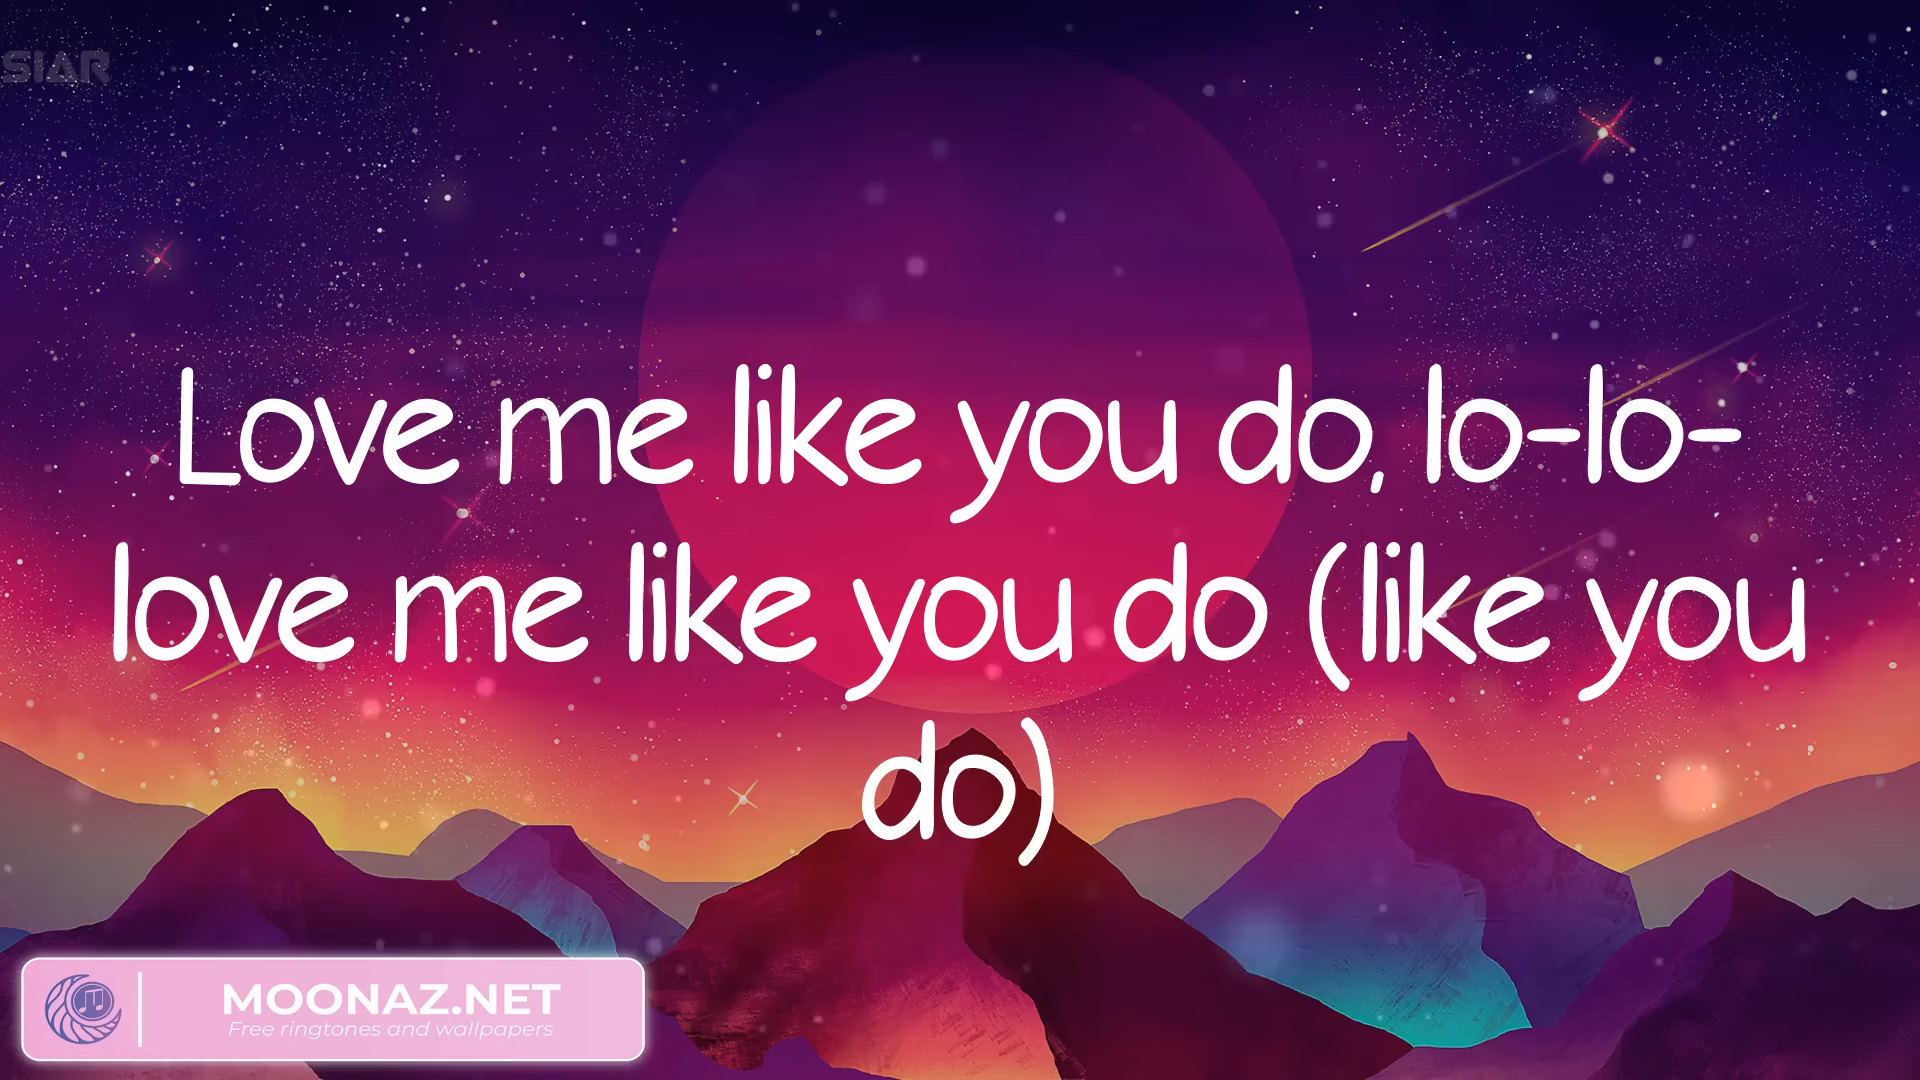 SIAR
Love me like you do, lo-lo-
love me like you do (like you
do)
MOONAZ.NET
Free ringtones and wallpapers